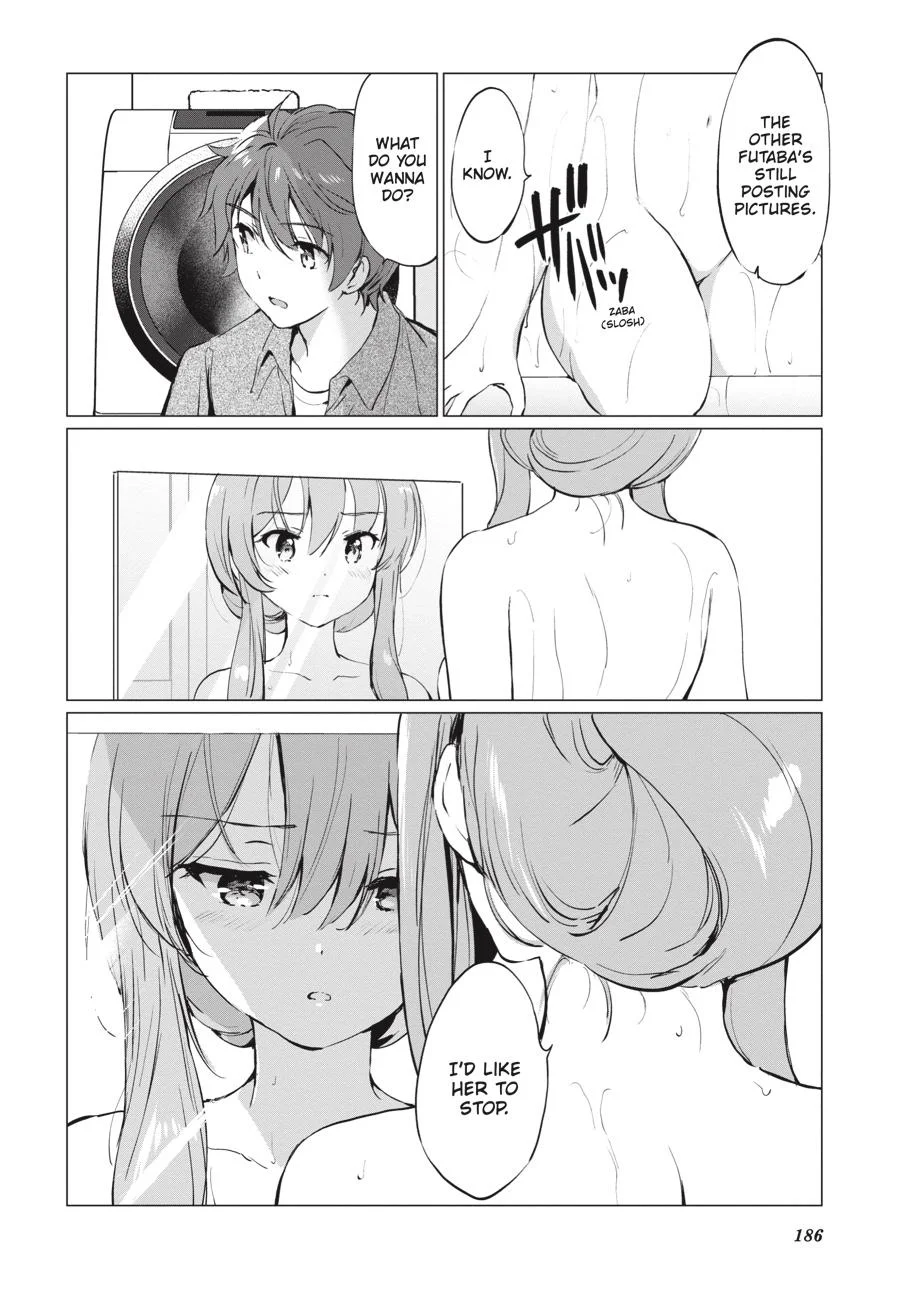 THE
OTHER
FUTABA'S
STILL
POSTING
PICTURES.
I
KNOW.
ザバッ
ZABA
(SLOSH)
WHAT
DO YOU
WANNA
DO?
I'D LIKE
HER TO
STOP.
186